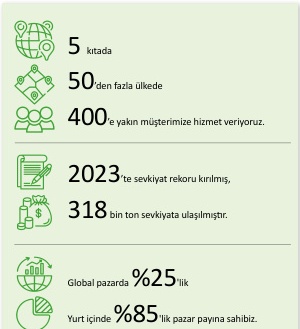 5 kıtada
50'den fazla ülkede
400'e yakın müşterimize hizmet veriyoruz.
2023'te sevkiyat rekoru kırılmış,
318 bin ton sevkiyata ulaşılmıştır.
Global pazarda %25'lik
Yurt içinde %85'lik pazar payına sahibiz.